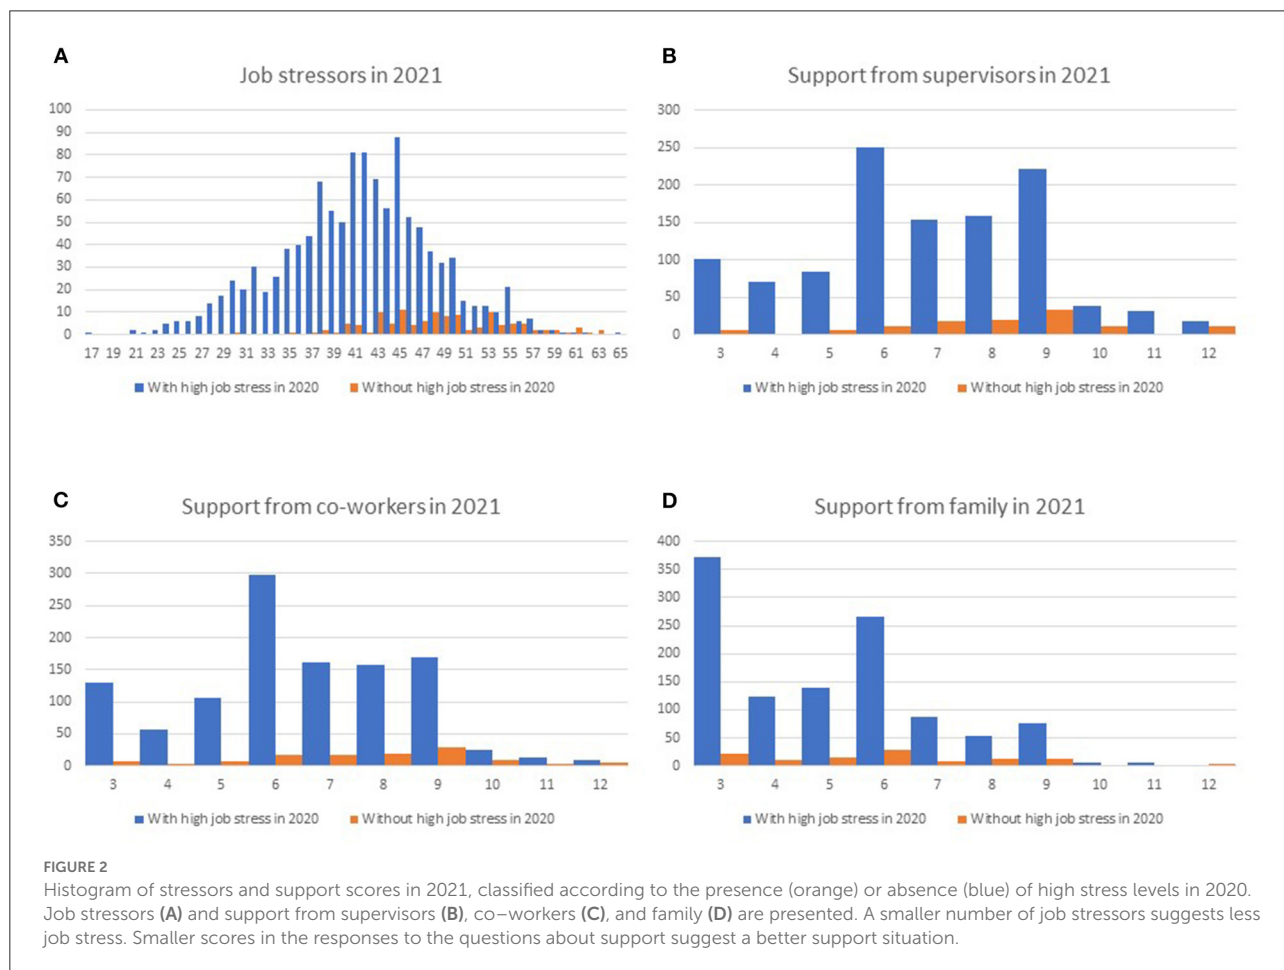 A
Job stressors in 2021
100
90
80
70
60
50
40
30
20
10
0
17 19 21 23 25 27 29 31 33 35 37 39 41 43 45 47 49 51 53 55 57 59 61 63 65
With high job stress in 2020 Without high job stress in 2020
B
Support from supervisors in 2021
300
250
200
150
100
50
0
3 4 5 6 7 8 9 10 11 12
With high job stress in 2020 Without high job stress in 2020
C
Support from co-workers in 2021
350
300
250
200
150
100
50
0
3 4 5 6 7 8 9 10 11 12
With high job stress in 2020 Without high job stress in 2020
D
Support from family in 2021
400
350
300
250
200
150
100
50
0
3 4 5 6 7 8 9 10 11 12
With high job stress in 2020 Without high job stress in 2020
FIGURE 2
Histogram of stressors and support scores in 2021, classified according to the presence (orange) or absence (blue) of high stress levels in 2020.
Job stressors (A) and support from supervisors (B), co–workers (C), and family (D) are presented. A smaller number of job stressors suggests less
job stress. Smaller scores in the responses to the questions about support suggest a better support situation.